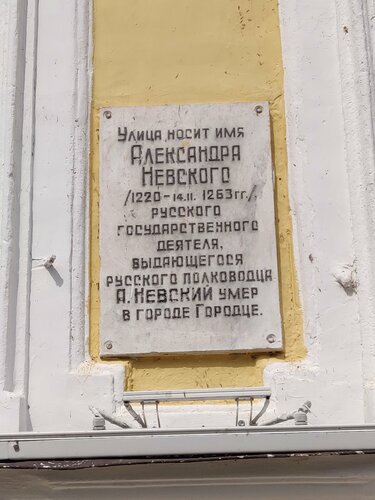 Улица носит имя
Александра
Невского
/1220-14.11. 1263гг./,
русского
государственного
деятеля,
выдающегося
русского полководца
А. Невский умер
в городе Городце.